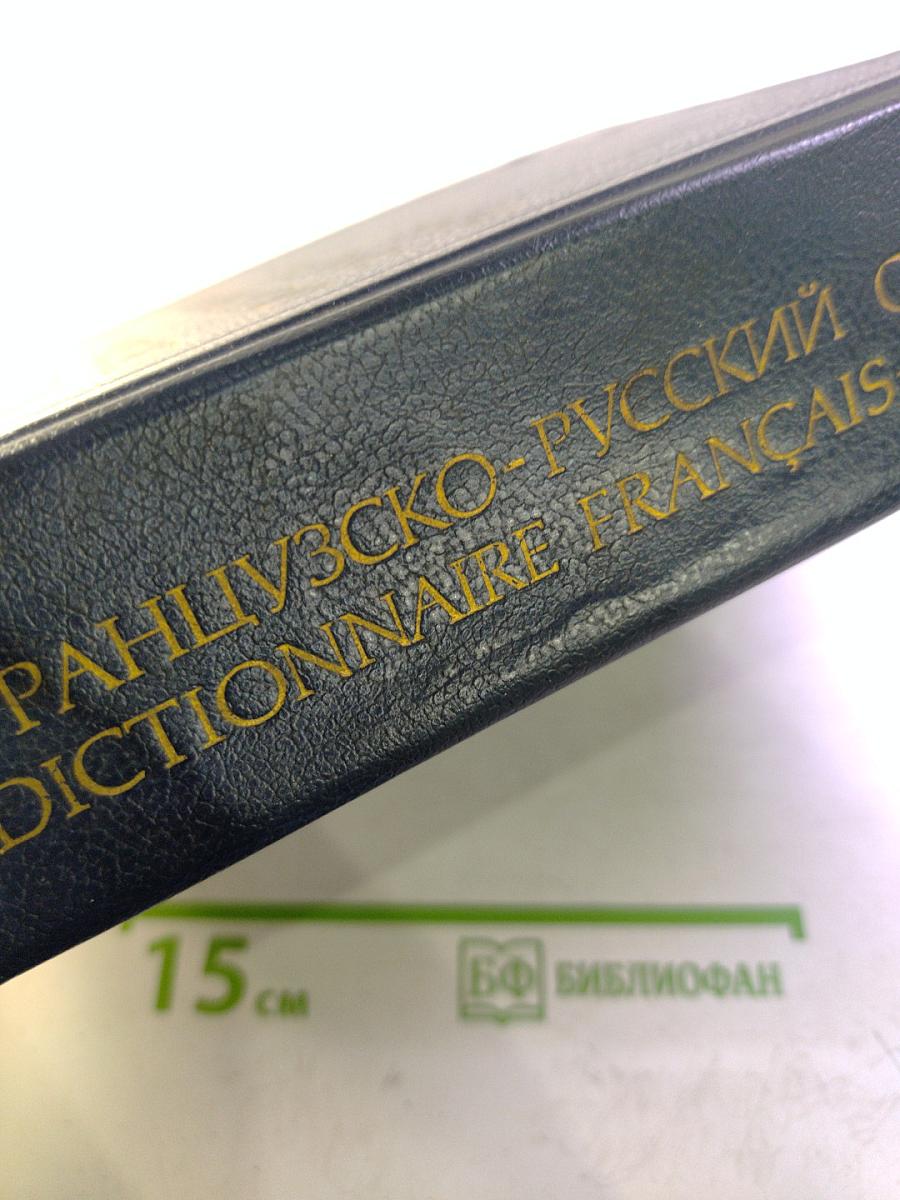 РАНЦУЗСКО-РУССКИЙ С
DICTIONNAIRE FRANÇAIS-
15 см
БФ БИБЛИОФАН